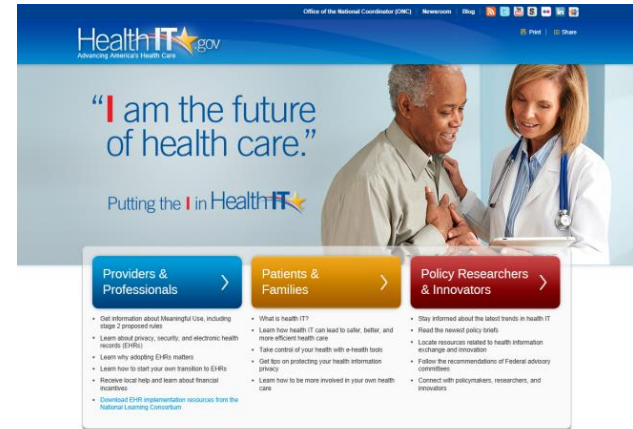 Office of the National Coordinator (ONC) | Newsroom | Blog
HealthIT.gov
Advancing America's Health Care
Print | Share
“I am the future
of health care.”
Putting the I in HealthIT
Providers &
Professionals
Patients &
Families
Policy Researchers
& Innovators
Get information about Meaningful Use, including
stage 2 proposed rules
Learn about privacy, security, and electronic health
records (EHRs)
Learn why adopting EHRs matters
Learn how to start your own transition to EHRs
Receive local help and learn about financial
incentives
Download EHR implementation resources from the
National Learning Consortium
What is health IT?
Learn how health IT can lead to safer, better, and
more efficient health care
Take control of your health with e-health tools
Get tips on protecting your health information
privacy
Learn how to be more involved in your own health
care
Stay informed about the latest trends in health IT
Read the newest policy briefs
Locate resources related to health information
exchange and innovation
Follow the recommendations of Federal advisory
committees
Connect with policymakers, researchers, and
innovators